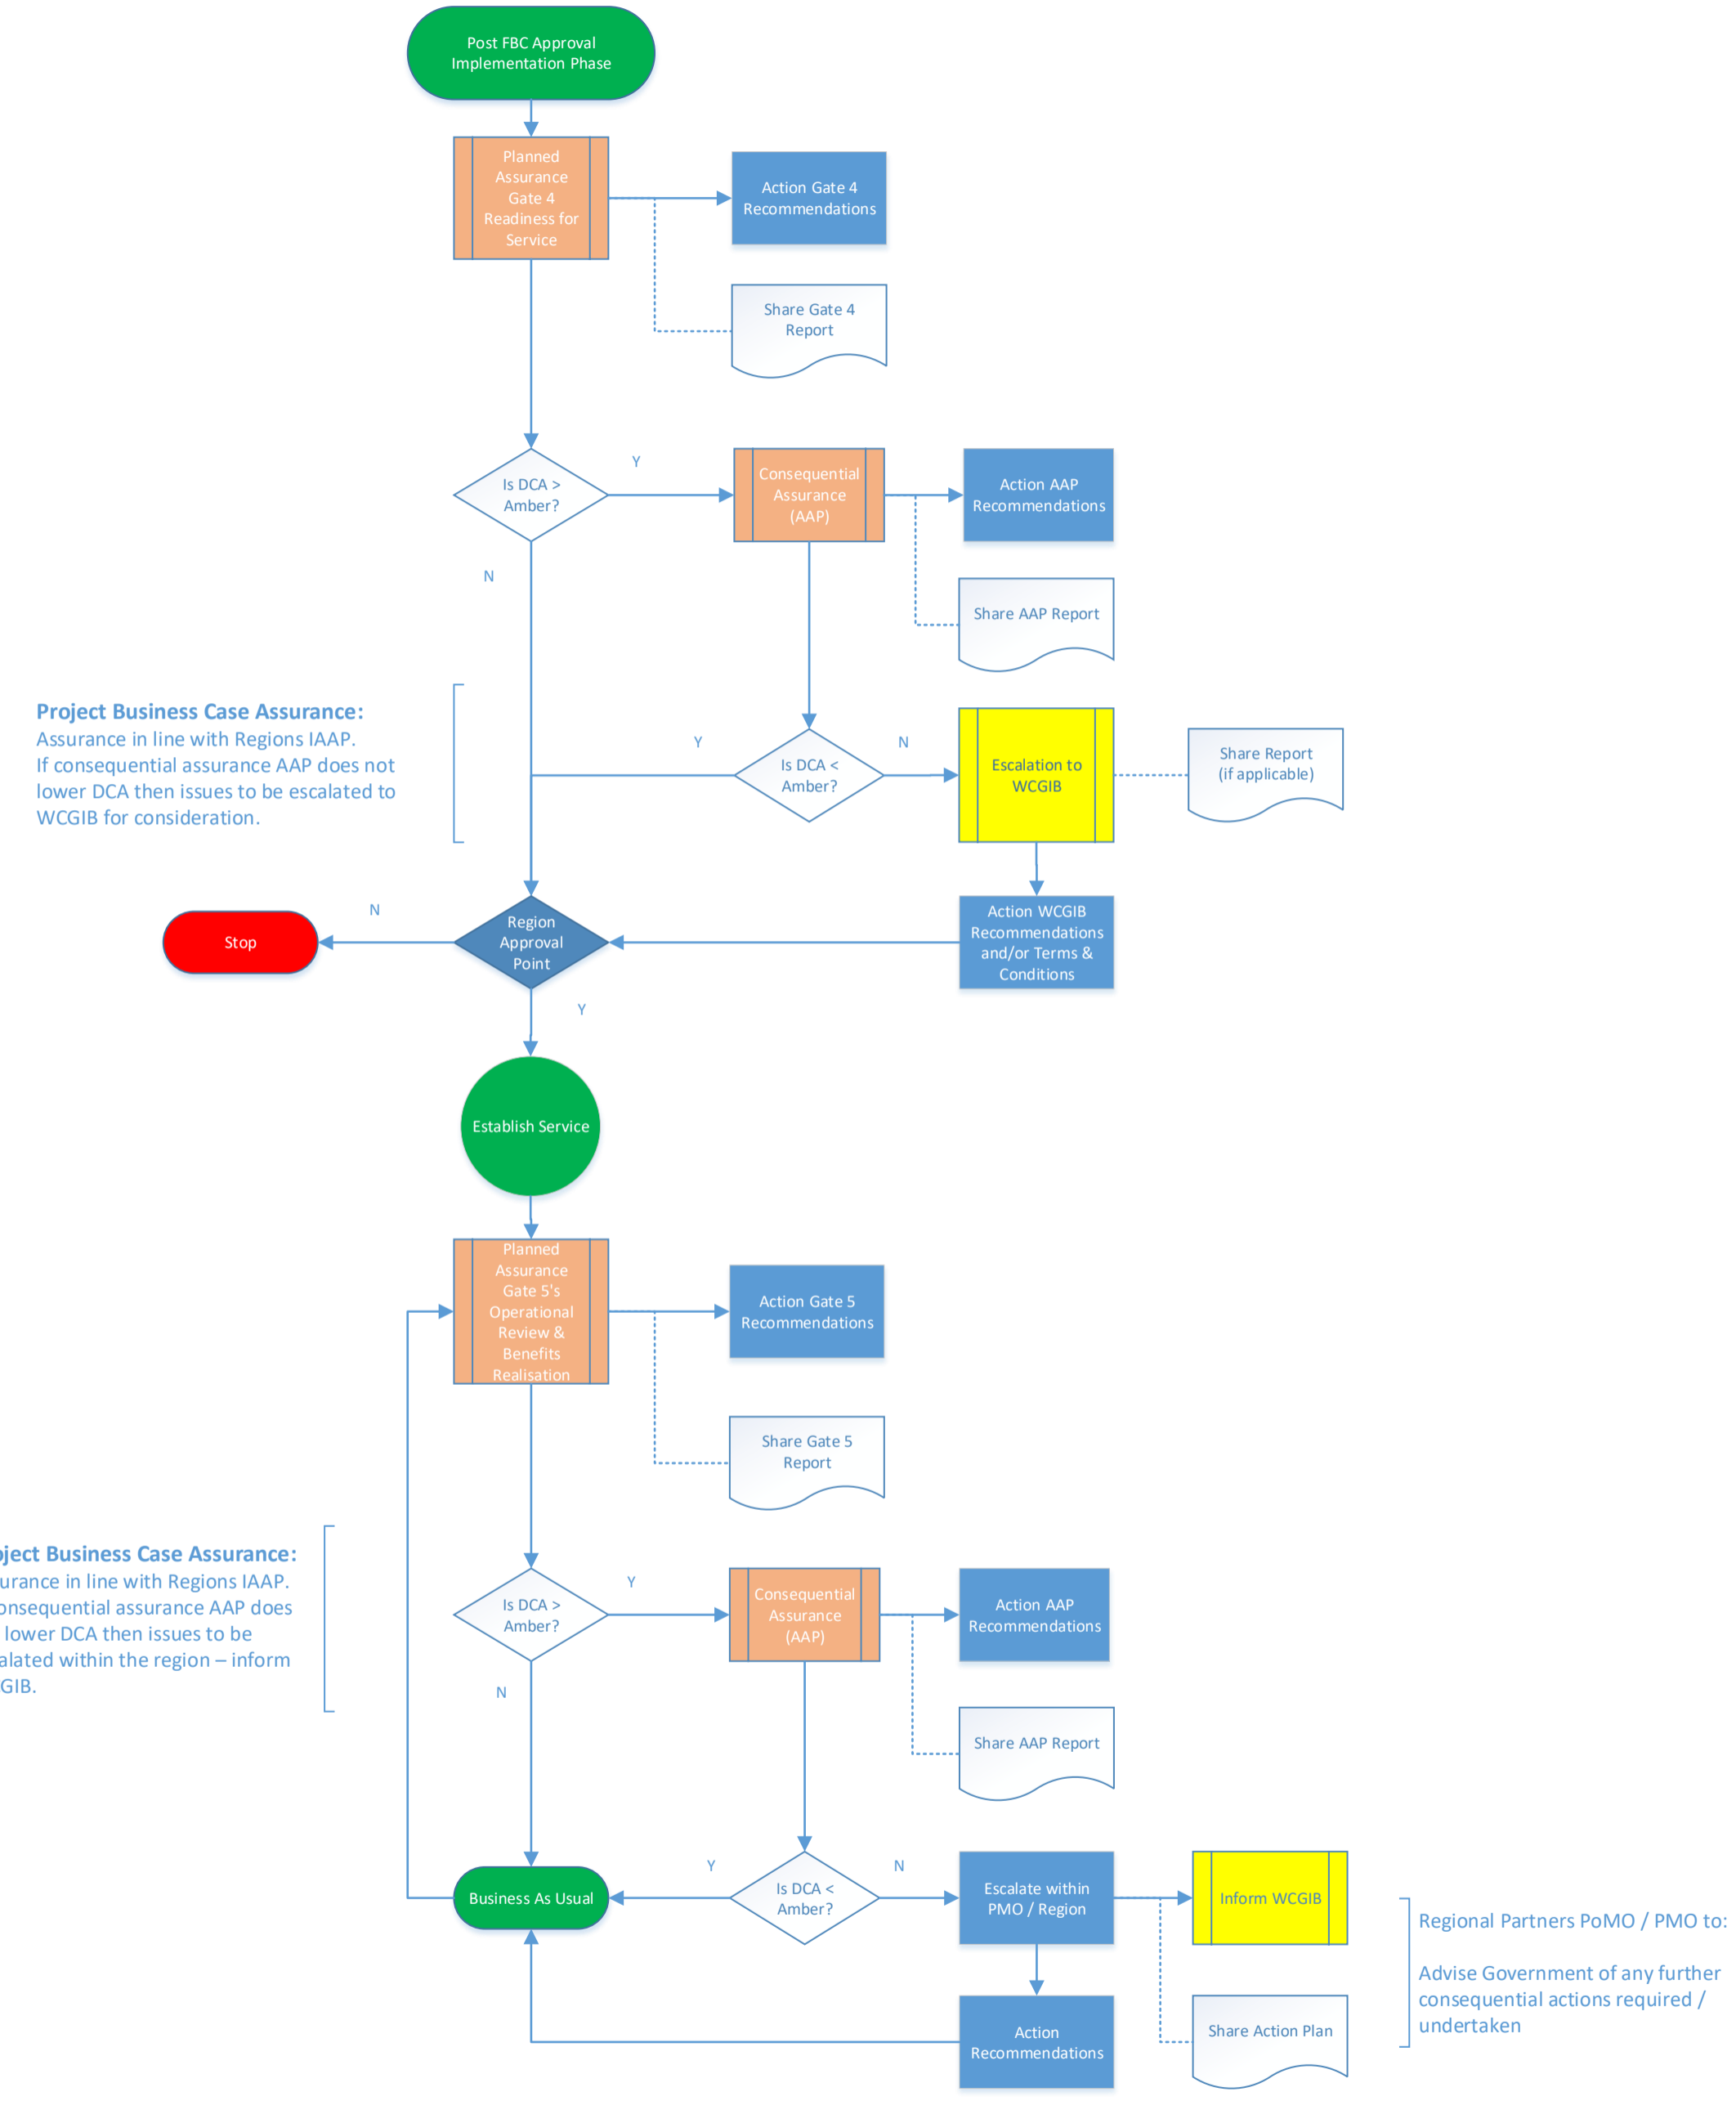 Post FBC Approval
Implementation Phase
Planned
Assurance
Gate 4
Readiness for
Service
Action Gate 4
Recommendations
Share Gate 4
Report
Is DCA >
Amber?
Y
N
Consequential
Assurance
(AAP)
Action AAP
Recommendations
Share AAP Report
Project Business Case Assurance:
Assurance in line with Regions IAAP.
If consequential assurance AAP does not
lower DCA then issues to be escalated to
WCGIB for consideration.
Y
Is DCA <
Amber?
N
Escalation to
WCGIB
Share Report
(if applicable)
Stop
N
Region
Approval
Point
Y
Action WCGIB
Recommendations
and/or Terms &
Conditions
Establish Service
Planned
Assurance
Gate 5's
Operational
Review &
Benefits
Realisation
Action Gate 5
Recommendations
Share Gate 5
Report
ject Business Case Assurance:
urance in line with Regions IAAP.
onsequential assurance AAP does
lower DCA then issues to be
alated within the region – inform
GIB.
Is DCA >
Amber?
Y
N
Consequential
Assurance
(AAP)
Action AAP
Recommendations
Share AAP Report
Business As Usual
Y
Is DCA <
Amber?
N
Escalate within
PMO / Region
Inform WCGIB
Action
Recommendations
Share Action Plan
Regional Partners PoMO / PMO to:
Advise Government of any further
consequential actions required /
undertaken